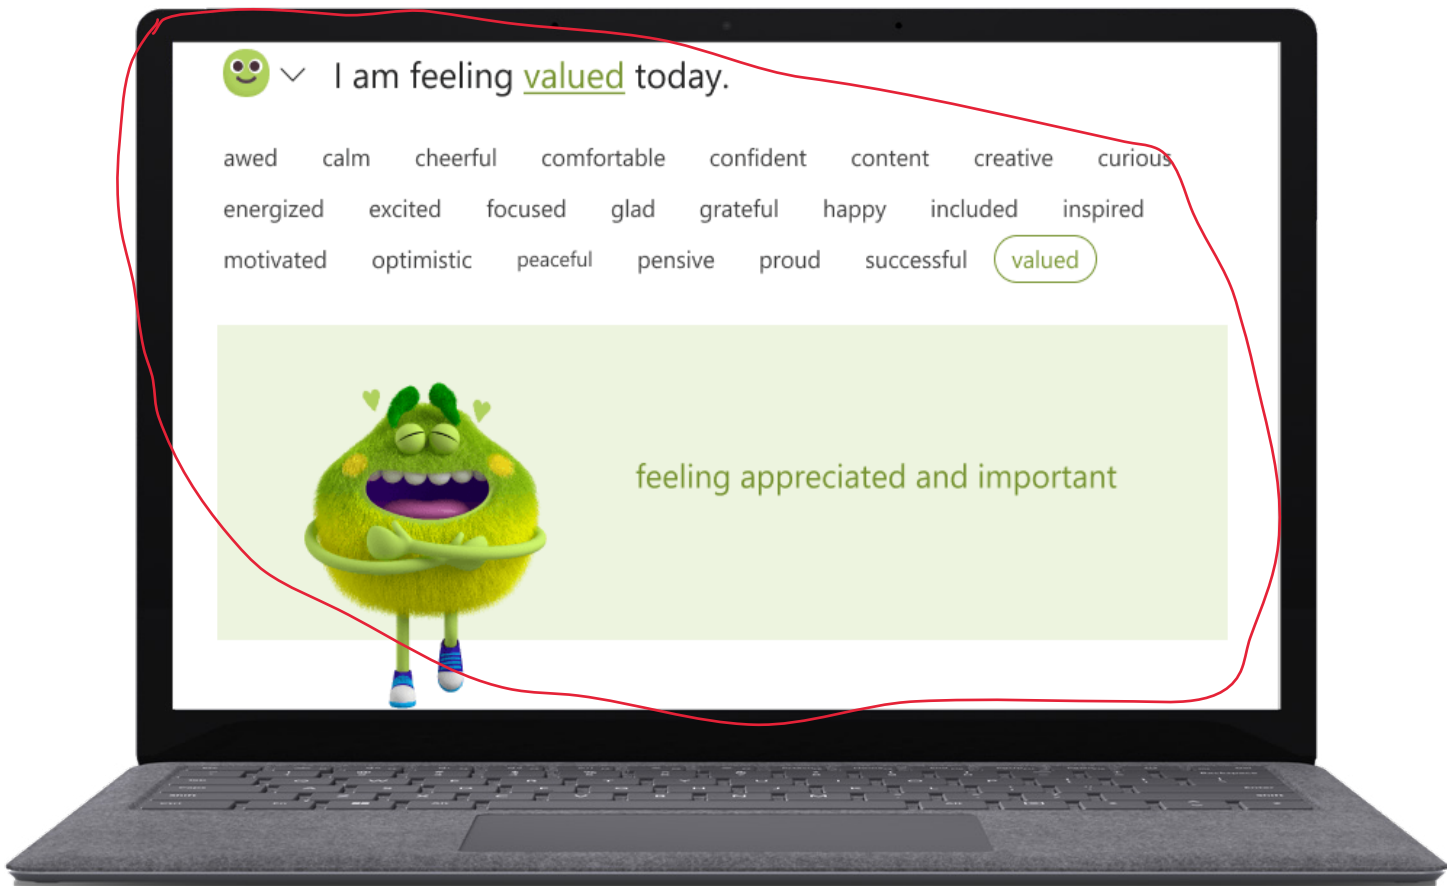 I am feeling valued today.
awed calm cheerful comfortable confident content creative curious
energized excited focused glad grateful happy included inspired
motivated optimistic peaceful pensive proud successful valued
feeling appreciated and important